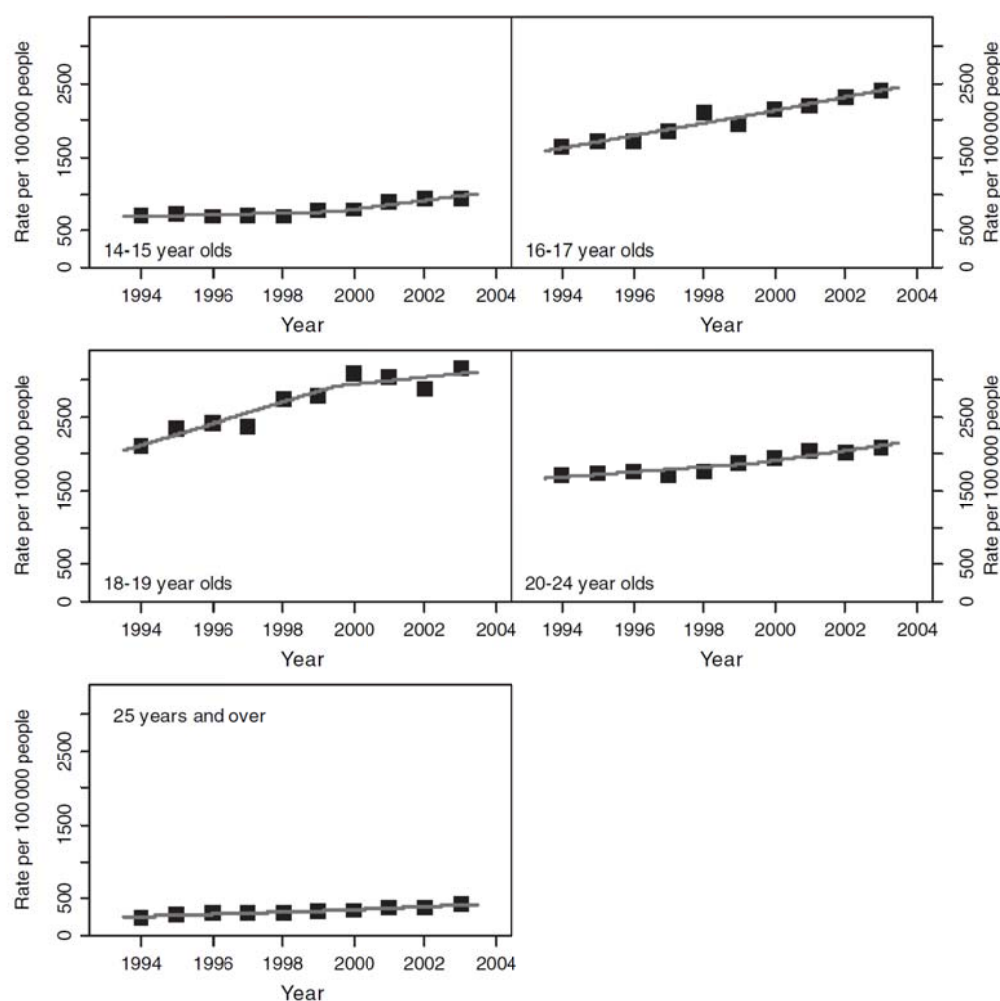 Rate per 100 000 people
2500
1500
500
0
14-15 year olds
1994 1996 1998 2000 2002 2004
Year
16-17 year olds
1994 1996 1998 2000 2002 2004
Year
2500
1500
500
0
Rate per 100 000 people
Rate per 100 000 people
2500
1500
500
0
18-19 year olds
1994 1996 1998 2000 2002 2004
Year
20-24 year olds
1994 1996 1998 2000 2002 2004
Year
2500
1500
500
0
Rate per 100 000 people
Rate per 100 000 people
2500
1500
500
0
25 years and over
1994 1996 1998 2000 2002 2004
Year